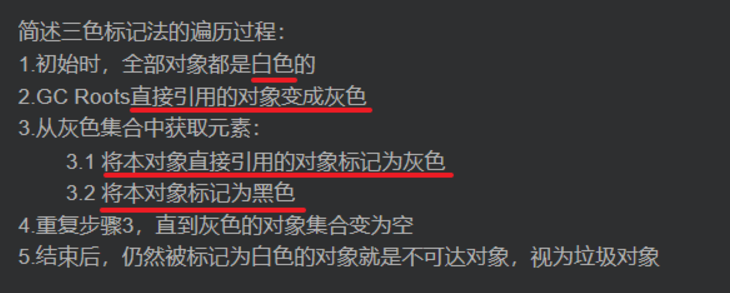 简述三色标记法的遍历过程：
1.初始时，全部对象都是白色的
2.GC Roots直接引用的对象变成灰色
3.从灰色集合中获取元素：
3.1 将本对象直接引用的对象标记为灰色
3.2 将本对象标记为黑色
4.重复步骤3，直到灰色的对象集合变为空
5.结束后，仍然被标记为白色的对象就是不可达对象，视为垃圾对象